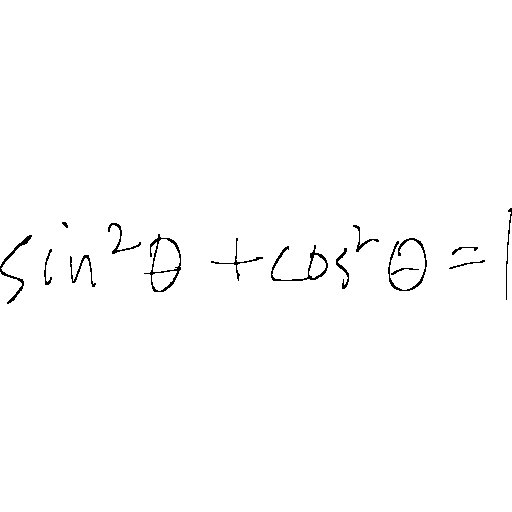 sin²θ + cos²θ = 1